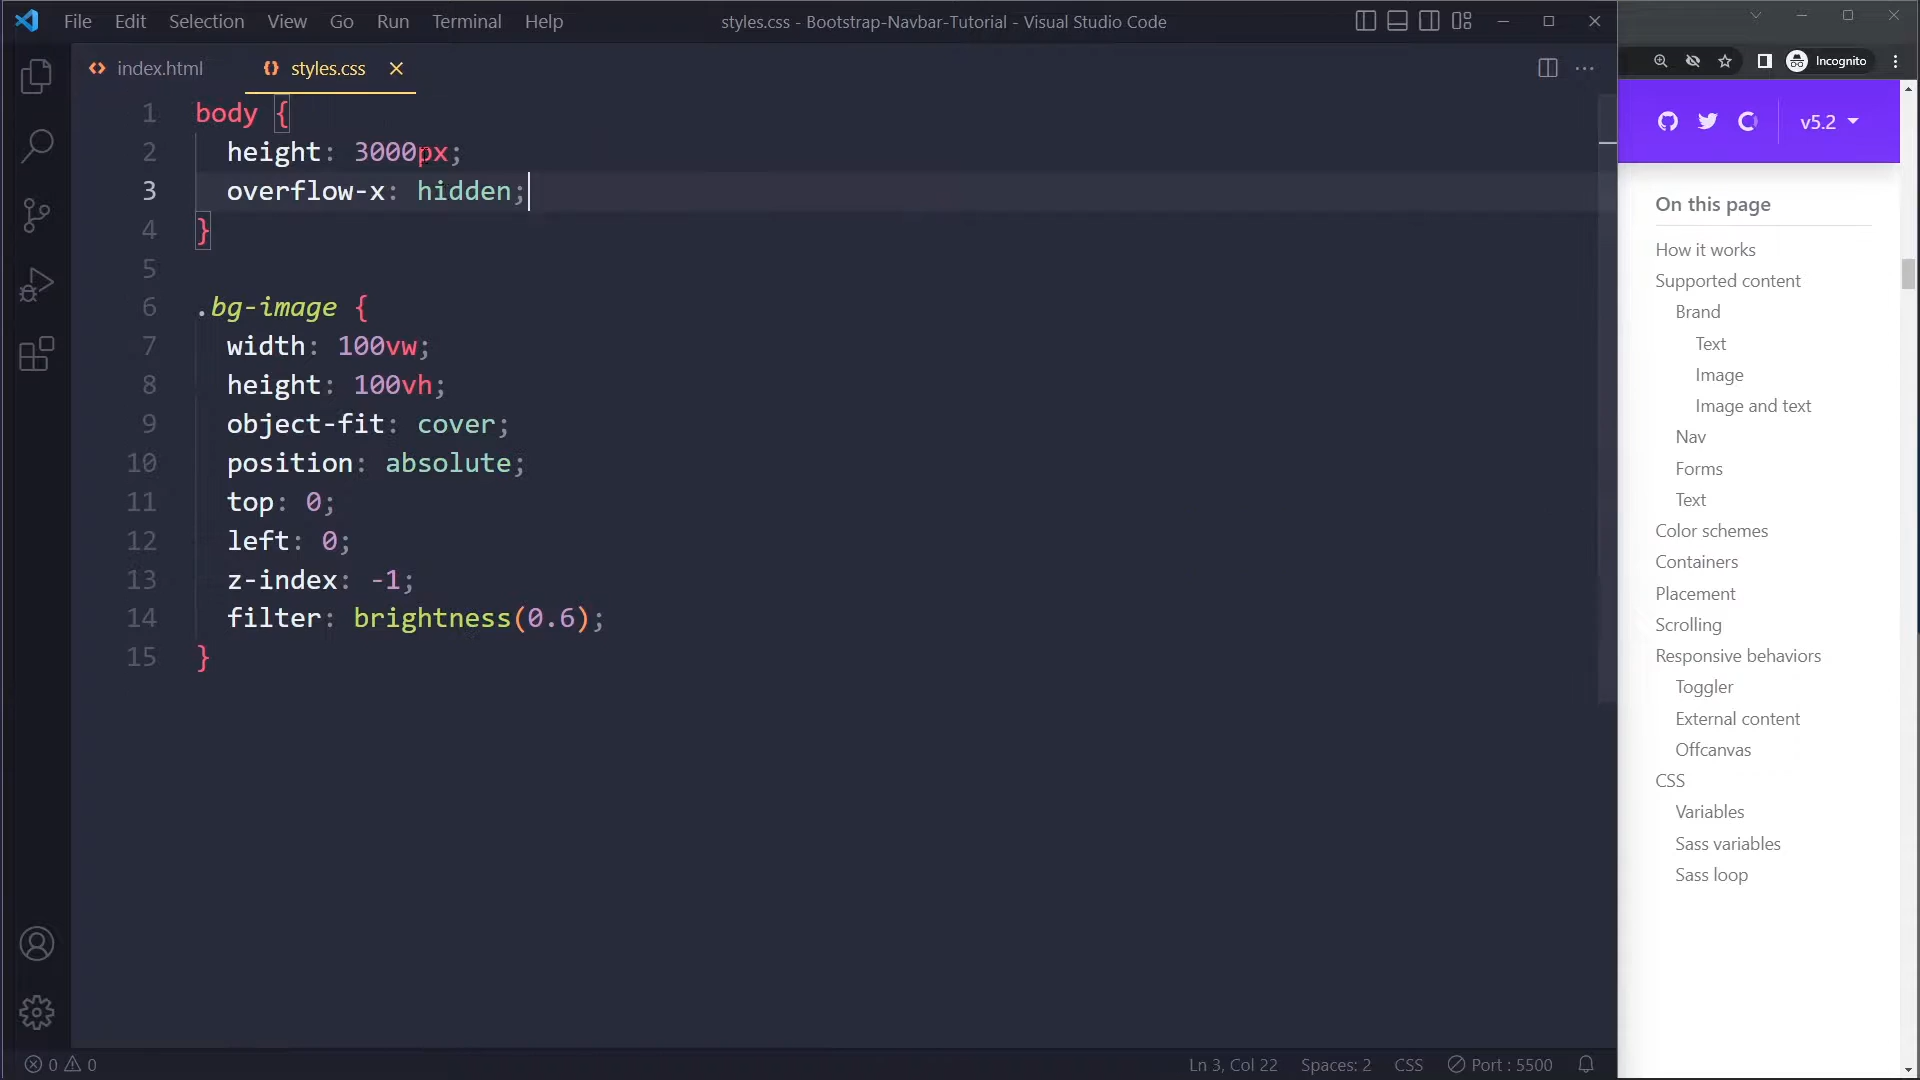 File Edit Selection View Go Run Terminal Help
styles.css - Bootstrap-Navbar-Tutorial - Visual Studio Code
index.html
styles.css
1 body {
2 height: 3000px;
3 overflow-x: hidden;
4 }
5
6 .bg-image {
7 width: 100vw;
8 height: 100vh;
9 object-fit: cover;
10 position: absolute;
11 top: 0;
12 left: 0;
13 z-index: -1;
14 filter: brightness(0.6);
15 }
0 0
Ln 3, Col 22 Spaces: 2 CSS Port : 5500
Incognito
v5.2
On this page
How it works
Supported content
Brand
Text
Image
Image and text
Nav
Forms
Text
Color schemes
Containers
Placement
Scrolling
Responsive behaviors
Toggler
External content
Offcanvas
CSS
Variables
Sass variables
Sass loop